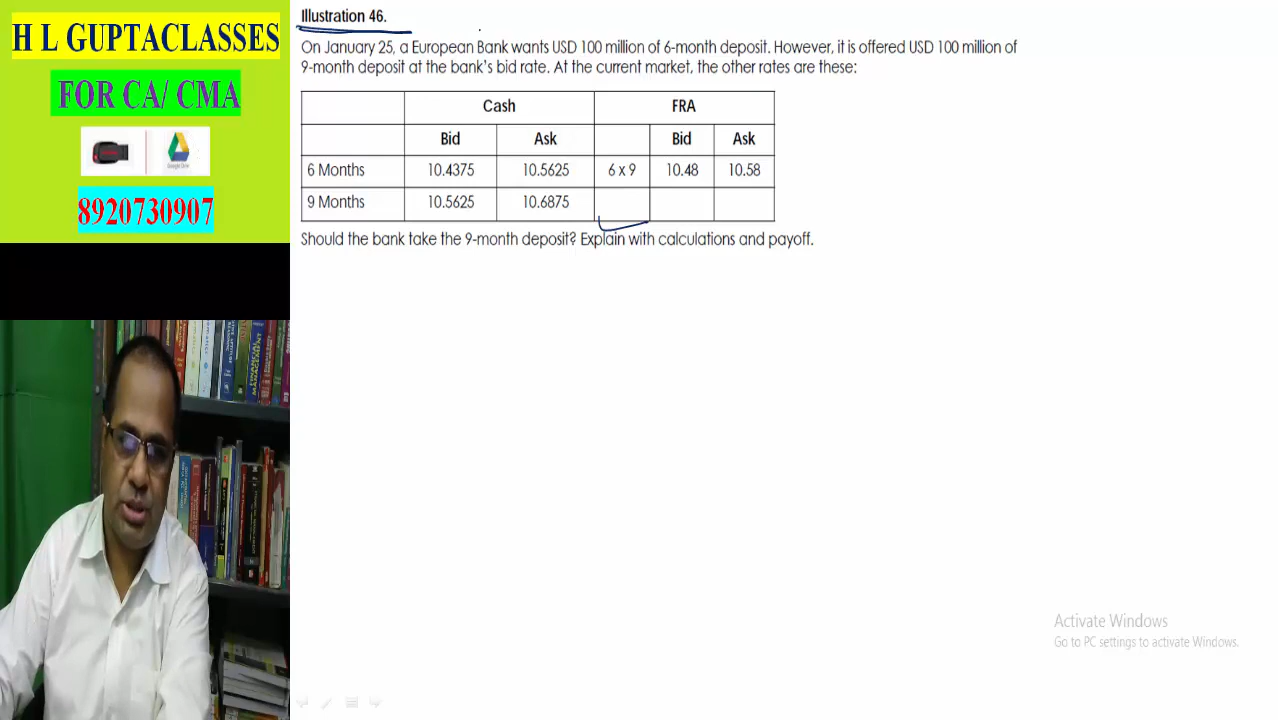 H L GUPTACLASSES
FOR CA/ CMA
8920730907
Illustration 46.
On January 25, a European Bank wants USD 100 million of 6-month deposit. However, it is offered USD 100 million of
9-month deposit at the bank's bid rate. At the current market, the other rates are these:
Cash FRA
Bid Ask Bid Ask
6 Months 10.4375 10.5625 6 x 9 10.48 10.58
9 Months 10.5625 10.6875
Should the bank take the 9-month deposit? Explain with calculations and payoff.
Activate Windows
Go to PC settings to activate Windows.